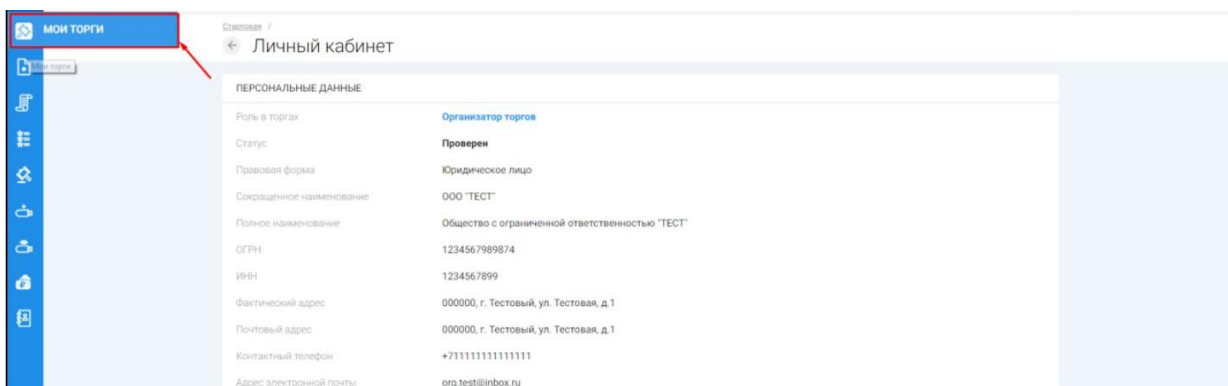 МОИ ТОРГИ
Мои торги
Стартовая /
Личный кабинет
ПЕРСОНАЛЬНЫЕ ДАННЫЕ
Роль в торгах Организатор торгов
Статус Проверен
Правовая форма Юридическое лицо
Сокращенное наименование ООО "ТЕСТ"
Полное наименование Общество с ограниченной ответственностью "ТЕСТ"
ОГРН 1234567989874
ИНН 1234567899
Фактический адрес 000000, г. Тестовый, ул. Тестовая, д.1
Почтовый адрес 000000, г. Тестовый, ул. Тестовая, д.1
Контактный телефон +711111111111111
Адрес электронной почты org.test@inbox.ru